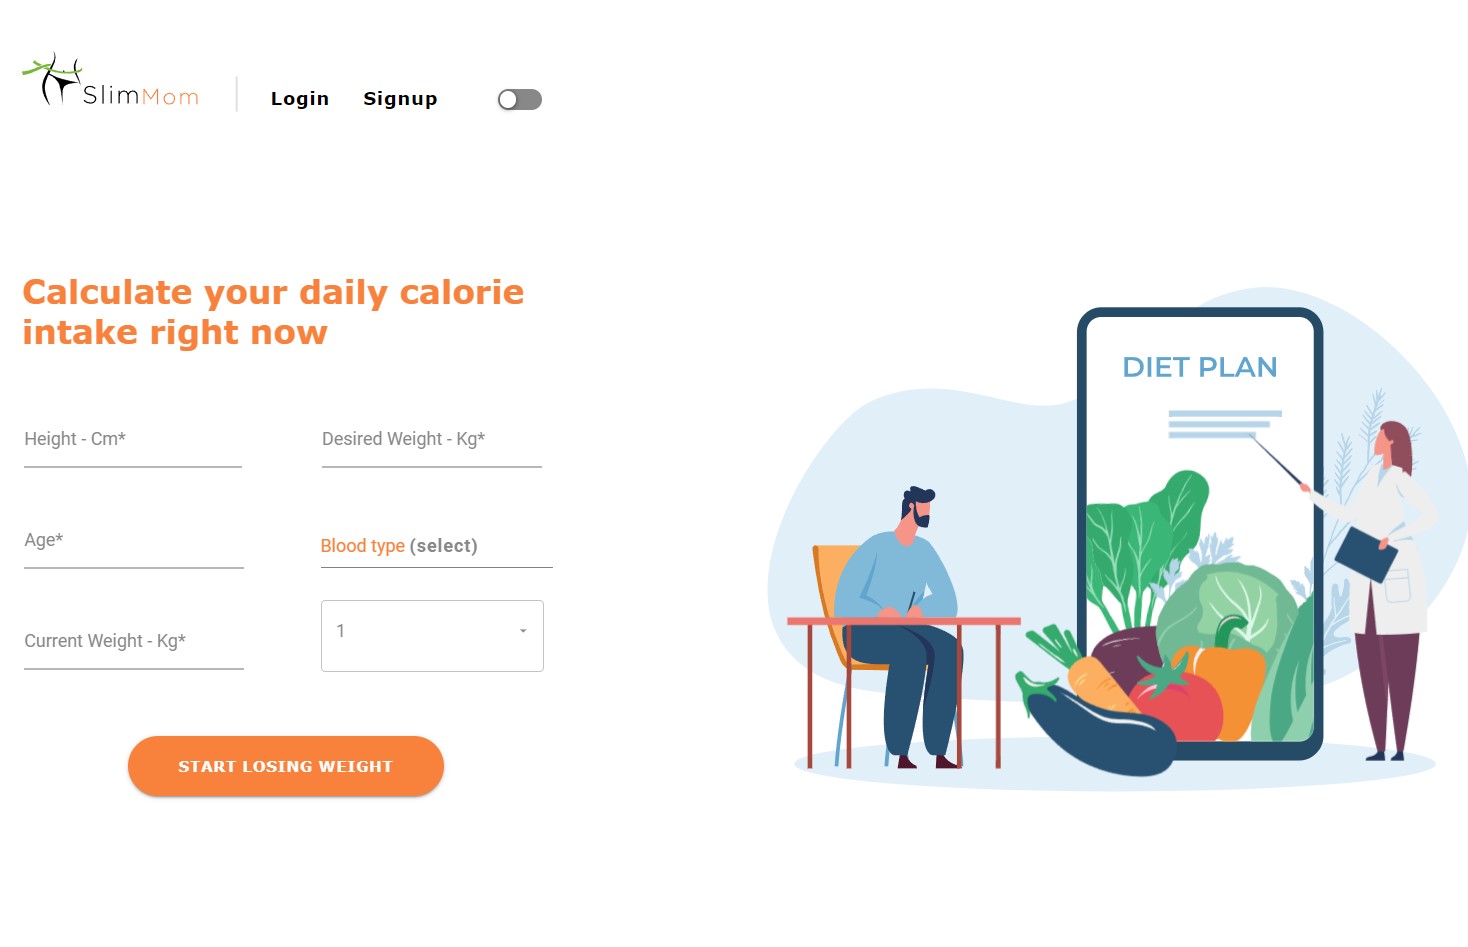 SlimMom
Login
Signup
Calculate your daily calorie
intake right now
Height - Cm*
Desired Weight - Kg*
Age*
Blood type (select)
Current Weight - Kg*
1
START LOSING WEIGHT
DIET PLAN